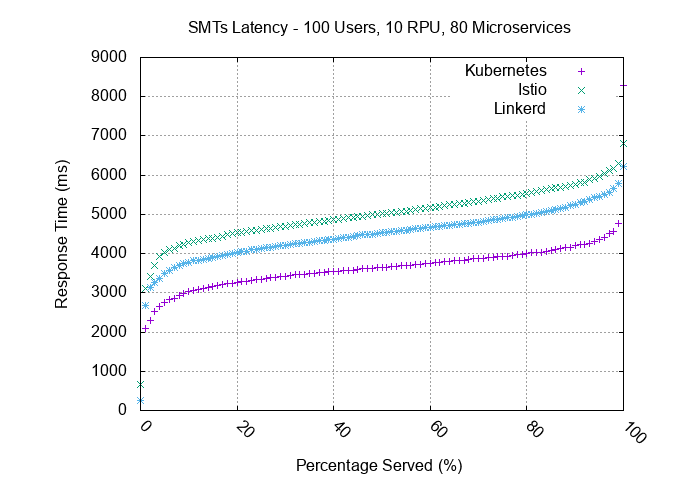 SMTs Latency - 100 Users, 10 RPU, 80 Microservices
9000
8000
7000
6000
5000
4000
3000
2000
1000
0
Response Time (ms)
Kubernetes
Istio
Linkerd
0
20
40
60
80
100
Percentage Served (%)